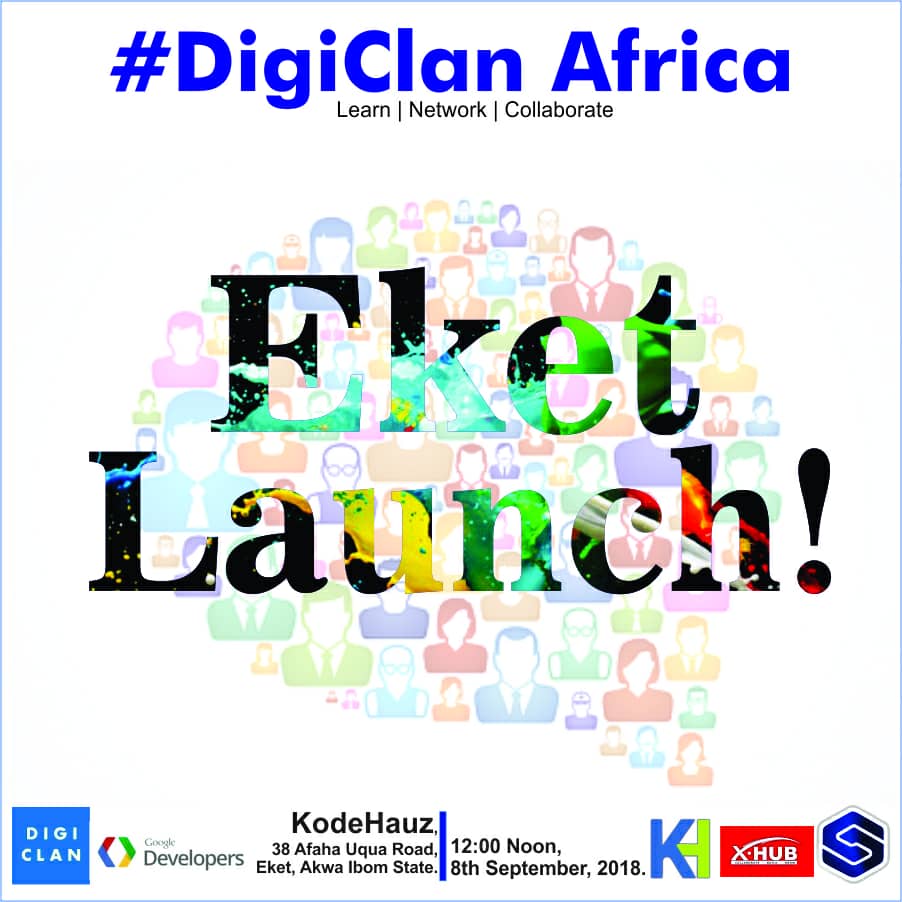 #DigiClan Africa
Learn | Network | Collaborate
Eket
Launch!
DIGI
CLAN
Google
Developers
KodeHauz,
38 Afaha Uqua Road,
Eket, Akwa Ibom State.
12:00 Noon,
8th September, 2018.
KH
X-HUB
S